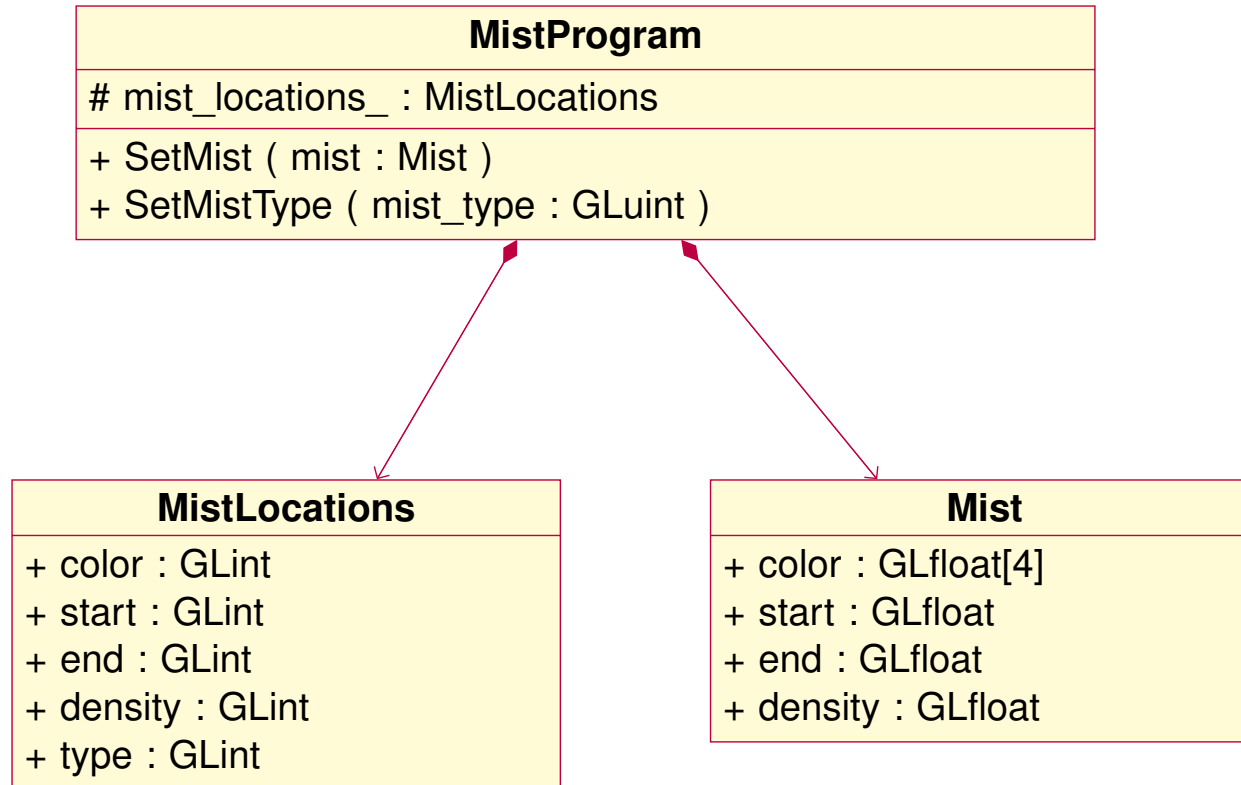 MistProgram
# mist_locations_ : MistLocations
+ SetMist ( mist : Mist )
+ SetMistType ( mist_type : GLuint )
MistLocations
+ color : GLint
+ start : GLint
+ end : GLint
+ density : GLint
+ type : GLint
Mist
+ color : GLfloat[4]
+ start : GLfloat
+ end : GLfloat
+ density : GLfloat